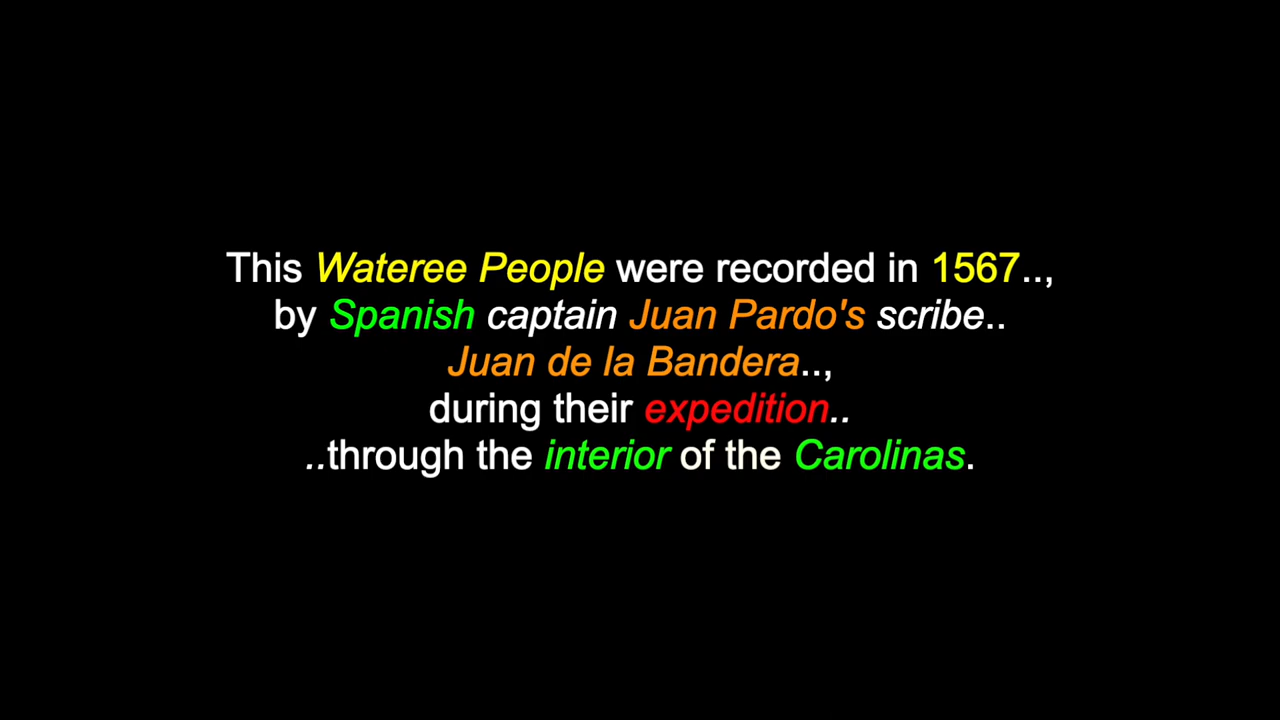 This Wateree People were recorded in 1567..,
by Spanish captain Juan Pardo's scribe..
Juan de la Bandera..,
during their expedition..
..through the interior of the Carolinas.